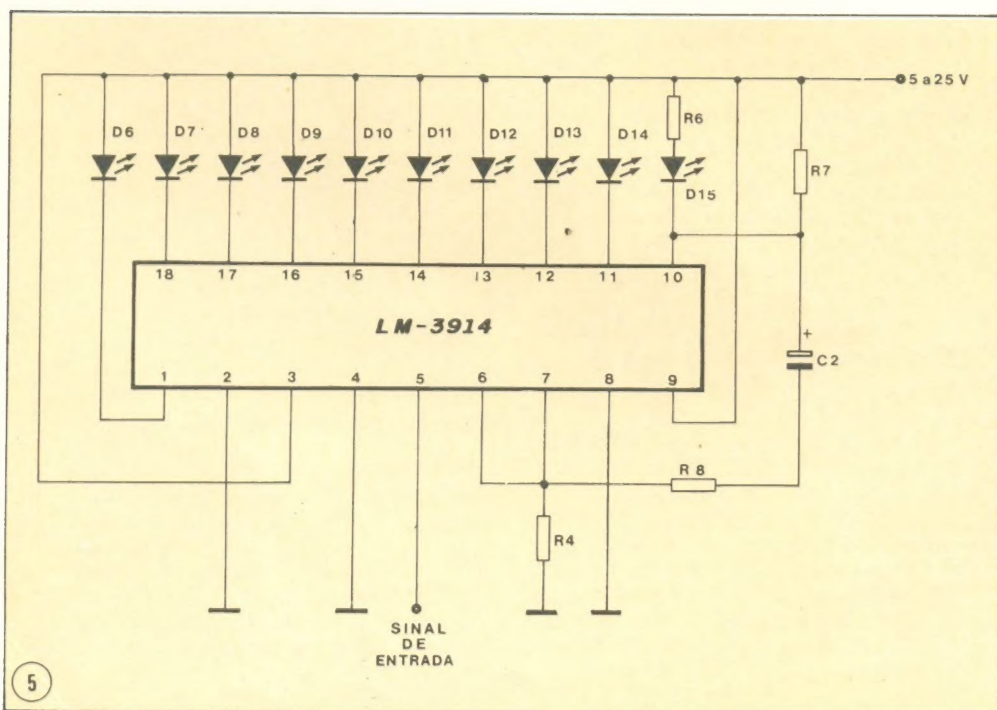 5 a 25 V
D6 D7 D8 D9 D10 D11 D12 D13 D14 R6
D15
R7
18 17 16 15 14 13 12 11 10
LM-3914
1 2 3 4 5 6 7 8 9
+
C2
R8
R4
SINAL
DE
ENTRADA
5